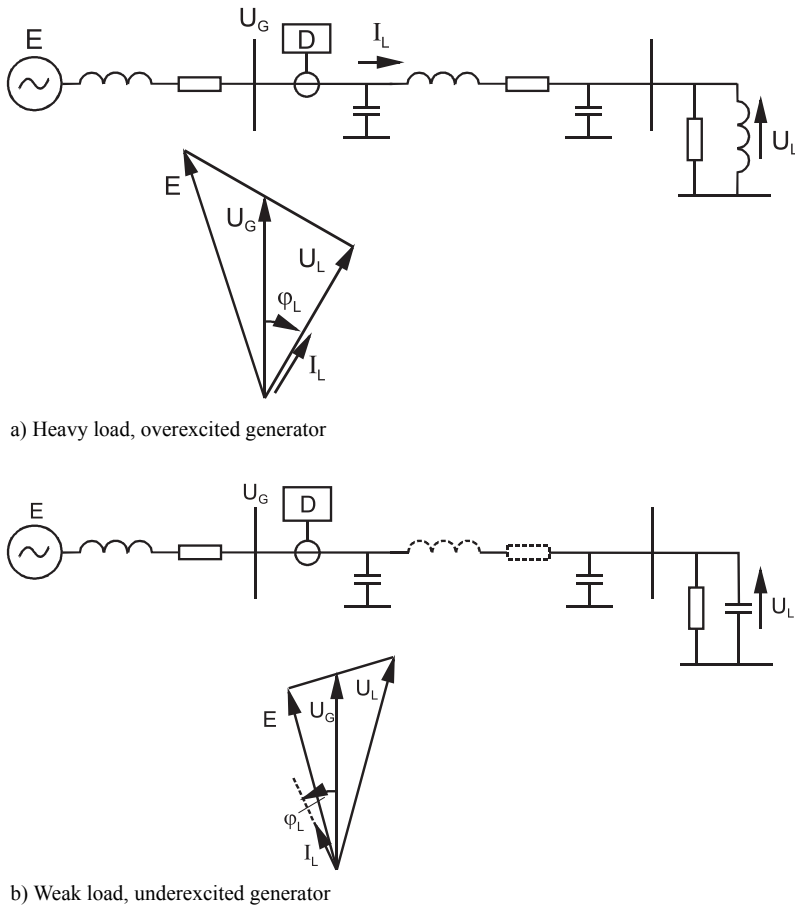 E
U_G
D
I_L
U_L
E
U_G
U_L
φ_L
I_L
a) Heavy load, overexcited generator
E
U_G
D
U_L
E
U_G
U_L
φ_L
I_L
b) Weak load, underexcited generator